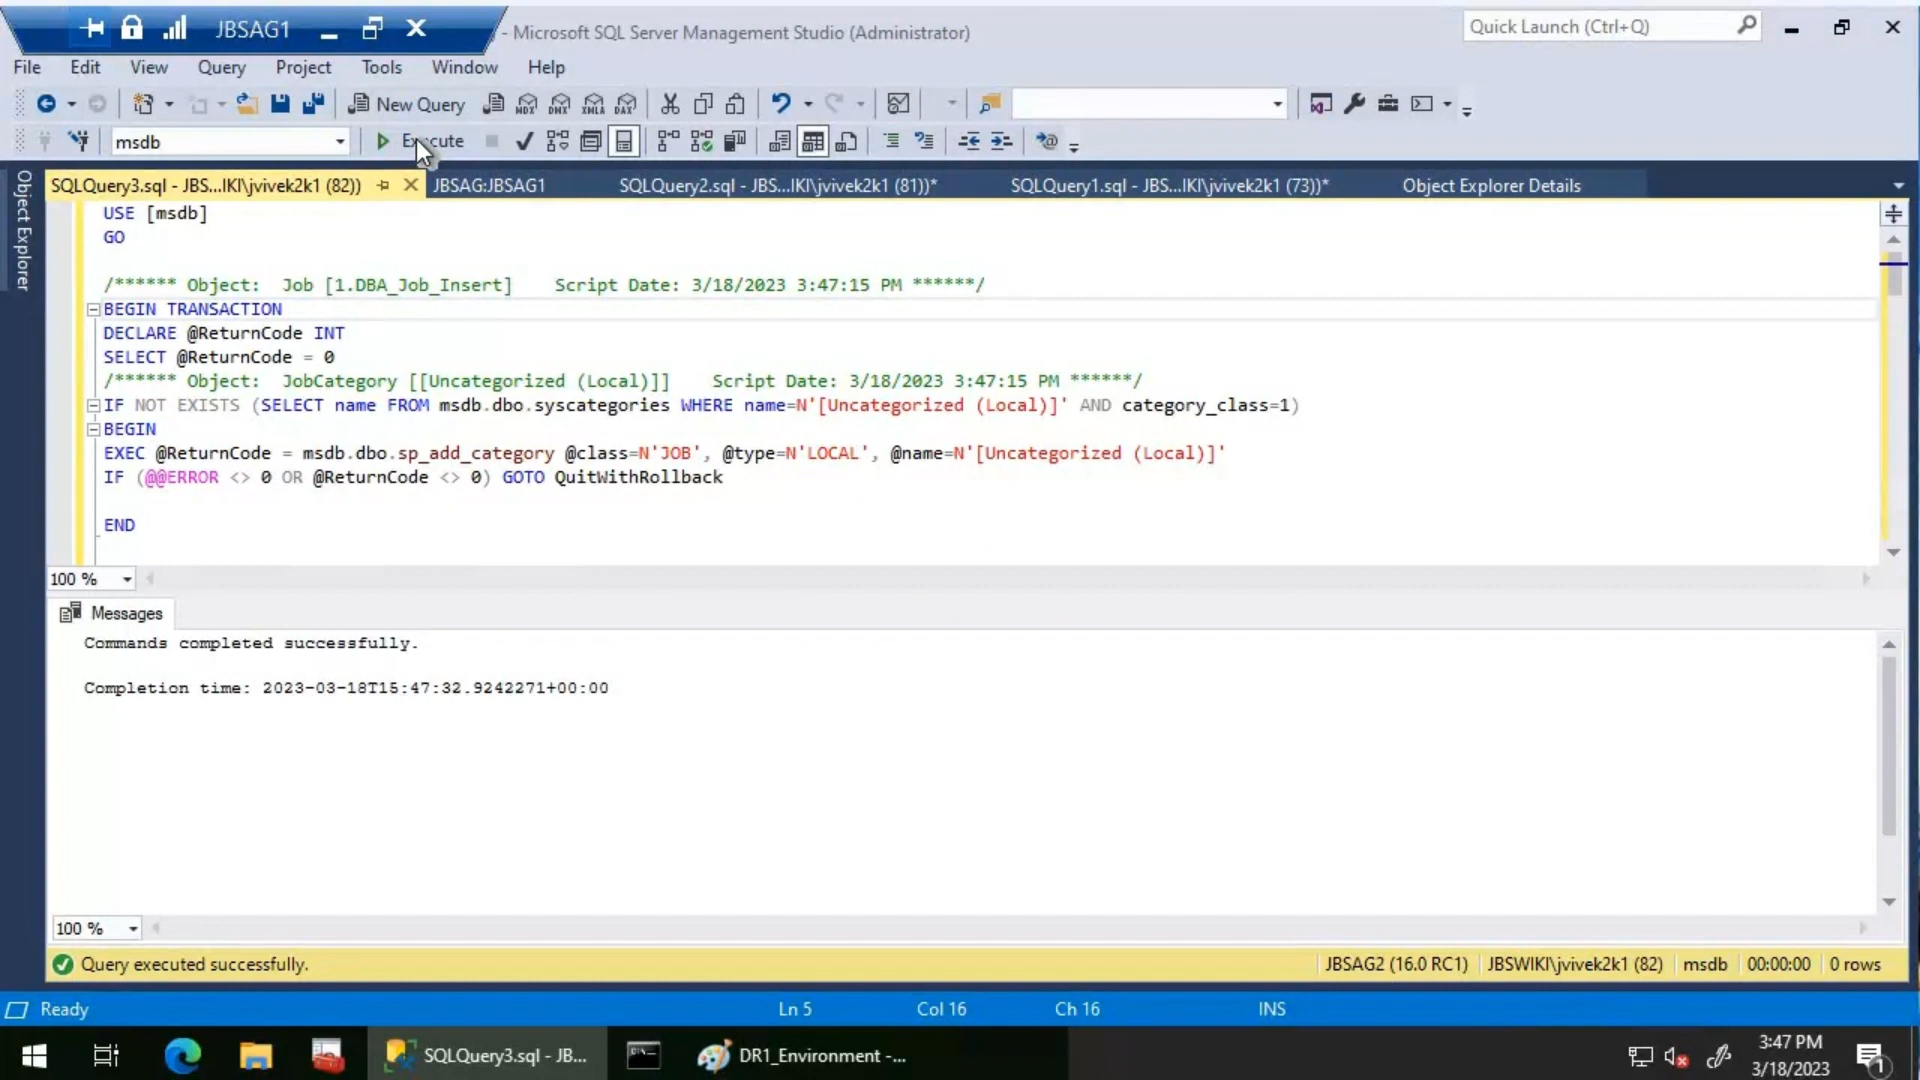 JBSAG1
- Microsoft SQL Server Management Studio (Administrator)
Quick Launch (Ctrl+Q)
File Edit View Query Project Tools Window Help
New Query MDX DMX XMLA DAX
msdb Execute
SQLQuery3.sql - JBS...IKI\jvivek2k1 (82)) JBSAG:JBSAG1 SQLQuery2.sql - JBS...IKI\jvivek2k1 (81))* SQLQuery1.sql - JBS...IKI\jvivek2k1 (73))* Object Explorer Details
Object Explorer
USE [msdb]
GO
/****** Object:  Job [1.DBA_Job_Insert]    Script Date: 3/18/2023 3:47:15 PM ******/
BEGIN TRANSACTION
DECLARE @ReturnCode INT
SELECT @ReturnCode = 0
/****** Object:  JobCategory [[Uncategorized (Local)]]    Script Date: 3/18/2023 3:47:15 PM ******/
IF NOT EXISTS (SELECT name FROM msdb.dbo.syscategories WHERE name=N'[Uncategorized (Local)]' AND category_class=1)
BEGIN
EXEC @ReturnCode = msdb.dbo.sp_add_category @class=N'JOB', @type=N'LOCAL', @name=N'[Uncategorized (Local)]'
IF (@@ERROR <> 0 OR @ReturnCode <> 0) GOTO QuitWithRollback
END
100 %
Messages
Commands completed successfully.
Completion time: 2023-03-18T15:47:32.9242271+00:00
100 %
Query executed successfully. JBSAG2 (16.0 RC1) JBSWIKI\jvivek2k1 (82) msdb 00:00:00 0 rows
Ready Ln 5 Col 16 Ch 16 INS
SQLQuery3.sql - JB... DR1_Environment -... 3:47 PM
3/18/2023 1